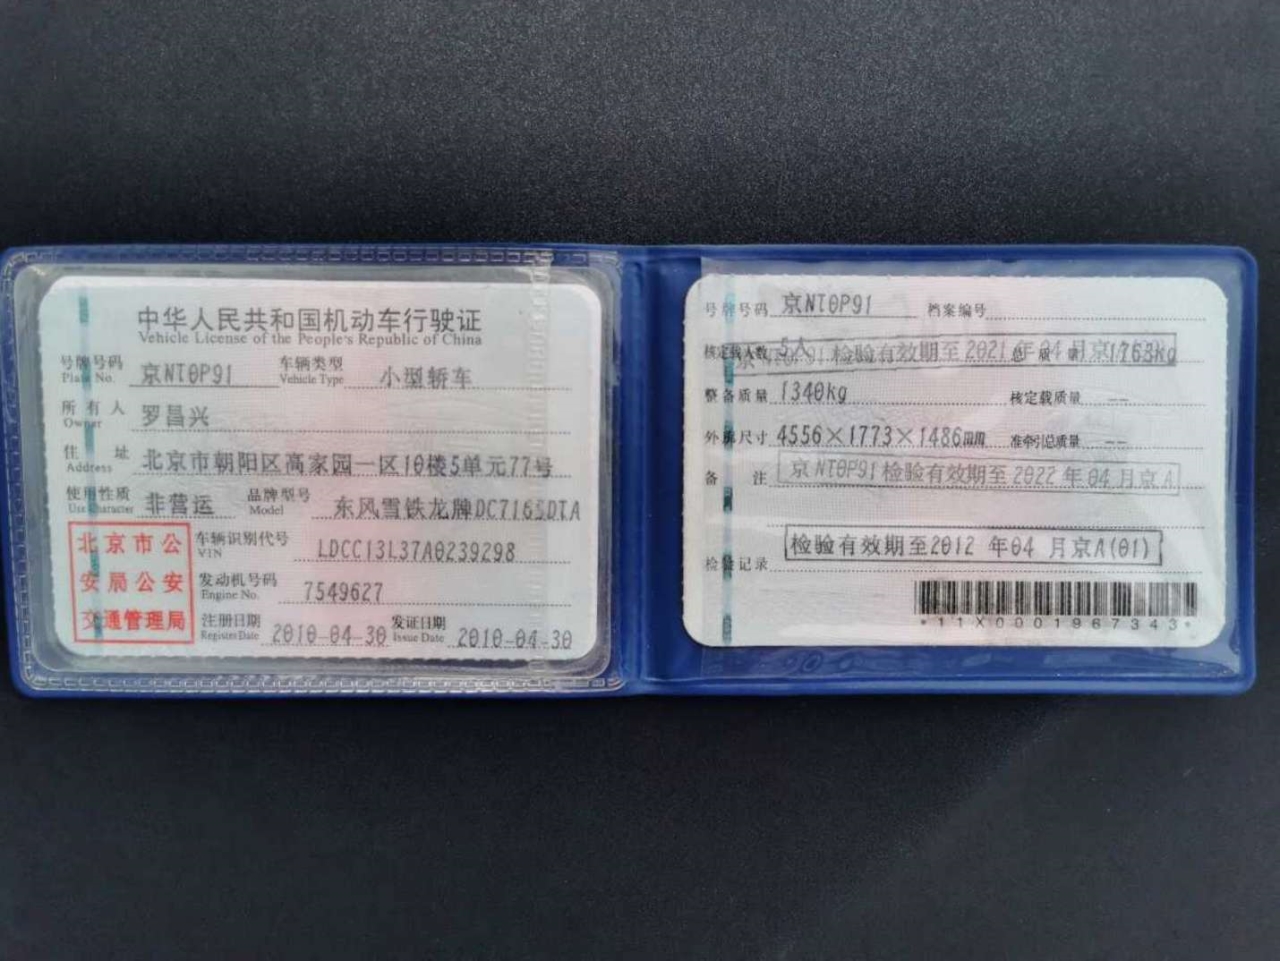 中华人民共和国机动车行驶证
Vehicle License of the People's Republic of China
号牌号码 京NT0P91 车辆类型 小型轿车
Plate No. Vehicle Type
所有人 罗昌兴
Owner
住址 北京市朝阳区高家园一区10楼5单元77号
Address
使用性质 非营运 品牌型号 东风雪铁龙牌DC7165DTA
Use Character Model
北京市公
安局公安
交通管理局
车辆识别代号 LDCC13L37A0239298
VIN
发动机号码 7549627
Engine No.
注册日期 2010-04-30 发证日期 2010-04-30
Register Date Issue Date
号牌号码 京NT0P91 档案编号
核定载人数 5人 总质量 1763kg
京NT0P91检验有效期至2021年04月京
整备质量 1340kg 核定载质量 --
外廓尺寸 4556×1773×1486mm 准牵引总质量 --
备注 京NT0P91检验有效期至2022年04月京A
检验有效期至2012 年04 月京A(01)
检验记录
*11X0001967343*